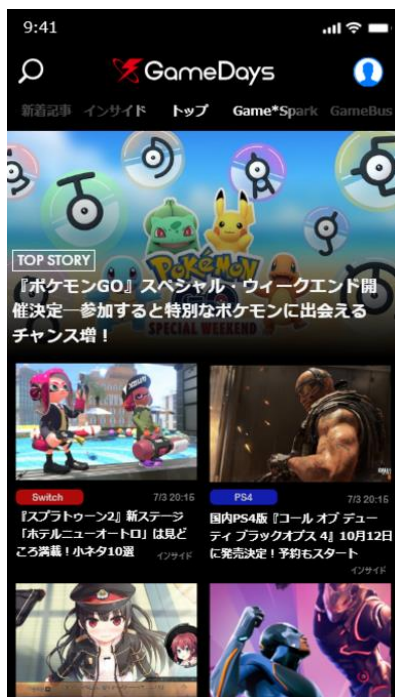 9:41
GameDays
新着記事 インサイド トップ Game*Spark GameBus
POKÉMON
GO
SPECIAL WEEKEND
TOP STORY
『ポケモンGO』スペシャル・ウィークエンド開
催決定―参加すると特別なポケモンに出会える
チャンス増！
Switch 7/3 20:15
『スプラトゥーン2』新ステージ
「ホテルニューオートロ」は見ど
ころ満載！小ネタ10選
インサイド
PS4 7/3 20:15
国内PS4版『コール オブ デュー
ティ ブラックオプス 4』10月12日
に発売決定！予約もスタート
インサイド